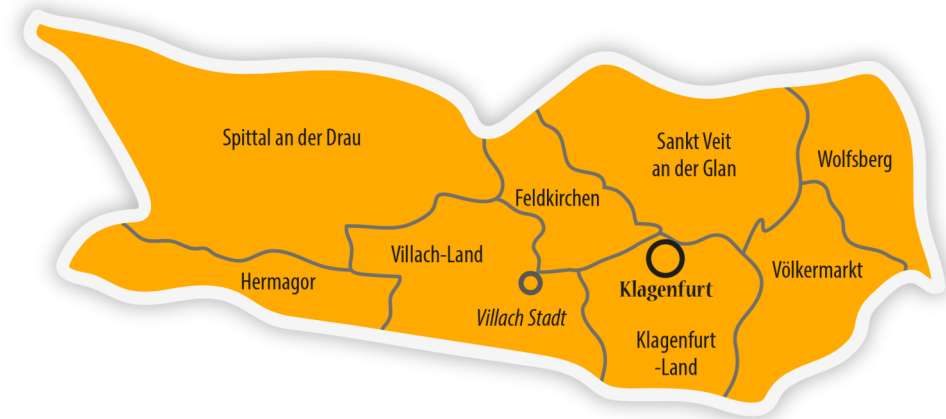 Spittal an der Drau
Sankt Veit
an der Glan
Wolfsberg
Feldkirchen
Villach-Land
Hermagor
Völkermarkt
Klagenfurt
Villach Stadt
Klagenfurt
-Land